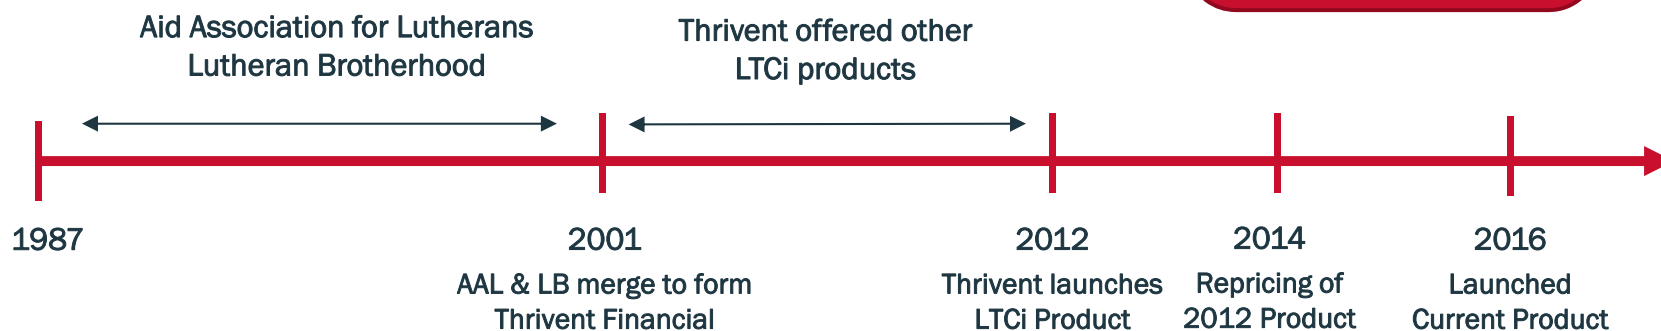 Aid Association for Lutherans
Lutheran Brotherhood
Thrivent offered other
LTCi products
1987
2001
AAL & LB merge to form
Thrivent Financial
2012
Thrivent launches
LTCi Product
2014
Repricing of
2012 Product
2016
Launched
Current Product